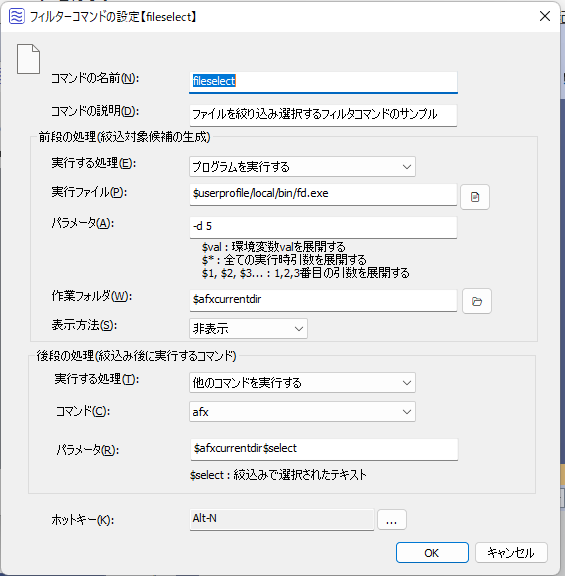 フィルターコマンドの設定【fileselect】
コマンドの名前(N):
fileselect
コマンドの説明(D):
ファイルを絞り込み選択するフィルタコマンドのサンプル
前段の処理(絞込対象候補の生成)
実行する処理(E):
プログラムを実行する
実行ファイル(P):
$userprofile/local/bin/fd.exe
パラメータ(A):
-d 5
$val : 環境変数valを展開する
$* : 全ての実行時引数を展開する
$1, $2, $3... : 1,2,3番目の引数を展開する
作業フォルダ(W):
$afxcurrentdir
表示方法(S):
非表示
後段の処理(絞込み後に実行するコマンド)
実行する処理(T):
他のコマンドを実行する
コマンド(C):
afx
パラメータ(R):
$afxcurrentdir$select
$select : 絞込みで選択されたテキスト
ホットキー(K):
Alt-N
...
OK
キャンセル